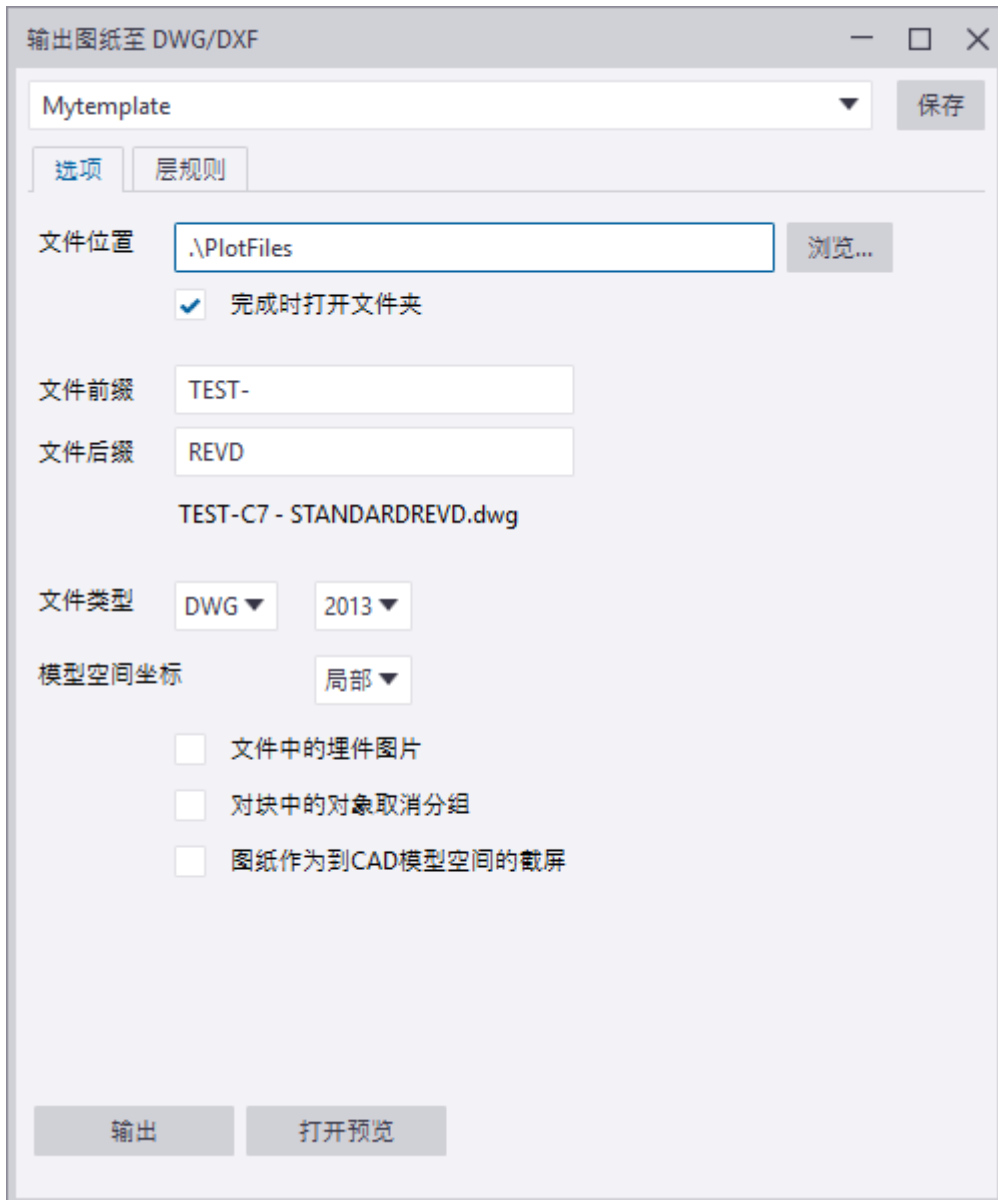 输出图纸至 DWG/DXF
Mytemplate
保存
选项 层规则
文件位置 .\PlotFiles 浏览...
完成时打开文件夹
文件前缀 TEST-
文件后缀 REVD
TEST-C7 - STANDARDREVD.dwg
文件类型 DWG 2013
模型空间坐标 局部
文件中的埋件图片
对块中的对象取消分组
图纸作为到CAD模型空间的截屏
输出 打开预览